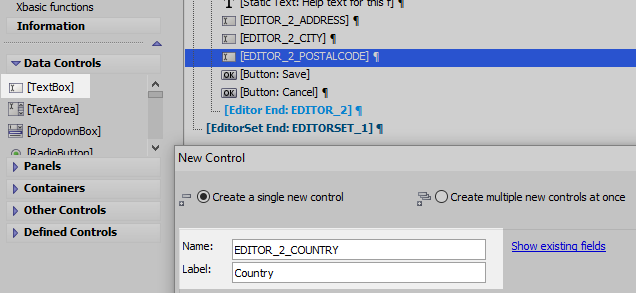 Xbasic functions
Information
Data Controls
[TextBox]
[TextArea]
[DropdownBox]
[RadioButton]
Panels
Containers
Other Controls
Defined Controls
[Static Text: Help text for this f] ¶
[EDITOR_2_ADDRESS] ¶
[EDITOR_2_CITY] ¶
[EDITOR_2_POSTALCODE] ¶
OK [Button: Save] ¶
OK [Button: Cancel] ¶
[Editor End: EDITOR_2] ¶
[EditorSet End: EDITORSET_1] ¶
New Control
Create a single new control
Create multiple new controls at once
Name: EDITOR_2_COUNTRY
Show existing fields
Label: Country